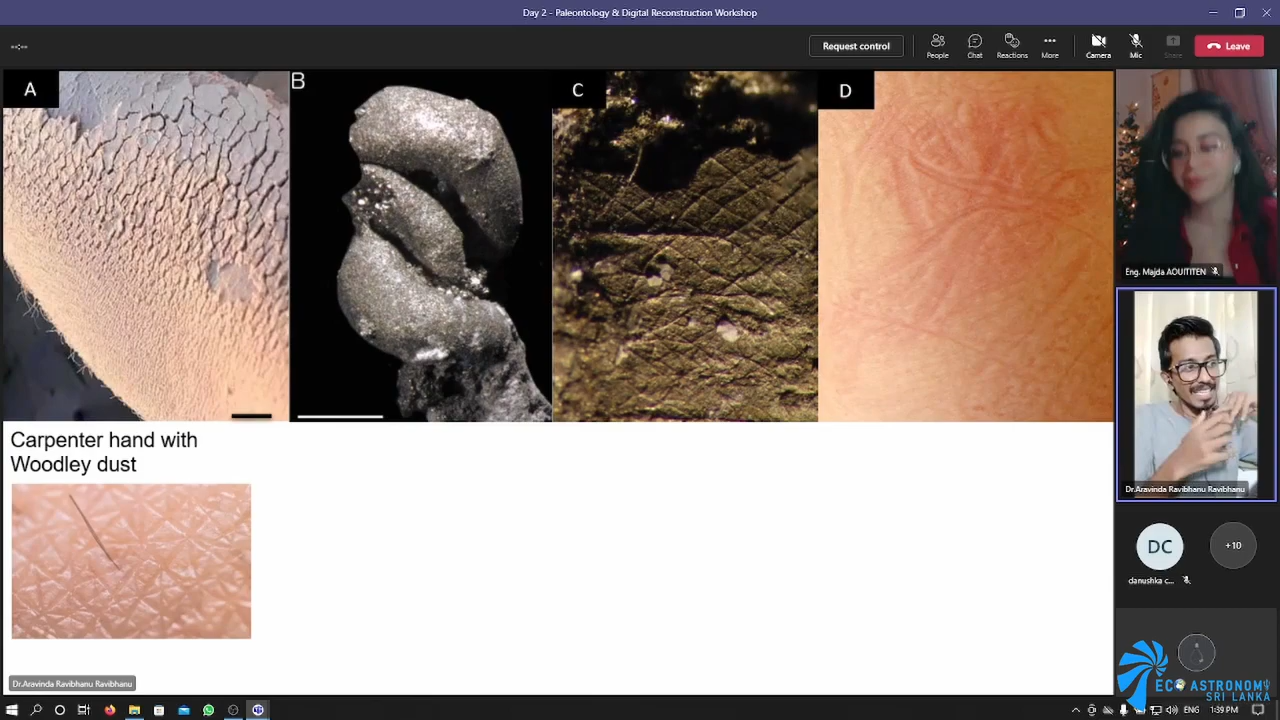 Day 2 - Paleontology & Digital Reconstruction Workshop
Request control
People
Chat
Reactions
More
Camera
Mic
Share
Leave
A
B
C
D
Eng. Majda AOUITITEN
Carpenter hand with
Woodley dust
Dr.Aravinda Ravibhanu Ravibhanu
DC
+10
danushka c...
ECO ASTRONOMY
SRI LANKA
Dr.Aravinda Ravibhanu Ravibhanu
ENG
1:39 PM